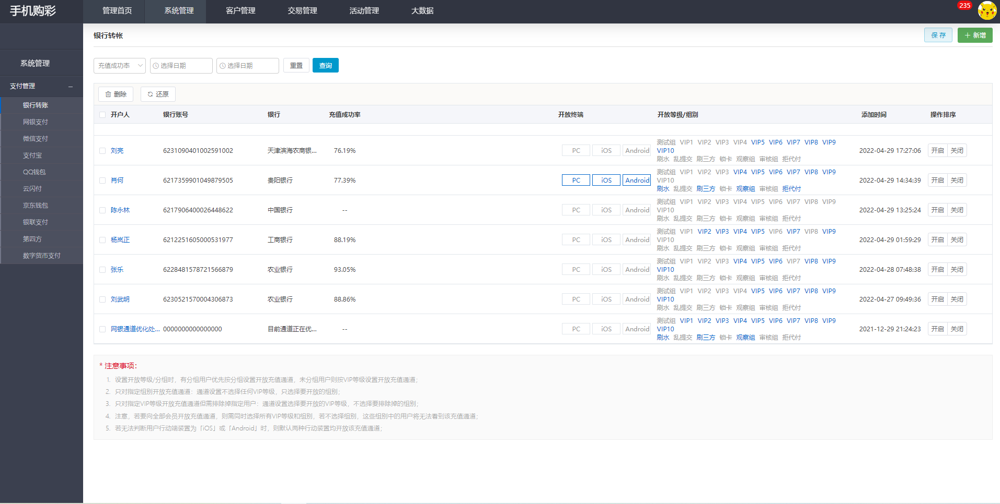 手机购彩
管理首页 系统管理 客户管理 交易管理 活动管理 大数据
235
系统管理
支付管理
银行转账
网银支付
微信支付
支付宝
QQ钱包
云闪付
京东钱包
银联支付
第四方
数字货币支付
银行转帐
保 存 新增
充值成功率 选择日期 选择日期 重置 查询
删除 还原
开户人 银行账号 银行 充值成功率 开放终端 开放等级/组别 添加时间 操作排序
测试组 VIP1 VIP2 VIP3 VIP4 VIP5 VIP6 VIP7 VIP8 VIP9
刘亮 6231090401002591002 天津滨海农商银... 76.19% PC iOS Android VIP10 2022-04-29 17:27:06 开启 关闭
刷水 乱提交 刷三方 锁卡 观察组 审核组 拒代付
测试组 VIP1 VIP2 VIP3 VIP4 VIP5 VIP6 VIP7 VIP8 VIP9
肖何 6217359901049879505 贵阳银行 77.39% PC iOS Android VIP10 2022-04-29 14:34:39 开启 关闭
刷水 乱提交 刷三方 锁卡 观察组 审核组 拒代付
测试组 VIP1 VIP2 VIP3 VIP4 VIP5 VIP6 VIP7 VIP8 VIP9
陈永林 6217906400026448622 中国银行 -- PC iOS Android VIP10 2022-04-29 13:25:24 开启 关闭
刷水 乱提交 刷三方 锁卡 观察组 审核组 拒代付
测试组 VIP1 VIP2 VIP3 VIP4 VIP5 VIP6 VIP7 VIP8 VIP9
杨岚正 6212251605000531977 工商银行 88.19% PC iOS Android VIP10 2022-04-29 01:59:29 开启 关闭
刷水 乱提交 刷三方 锁卡 观察组 审核组 拒代付
测试组 VIP1 VIP2 VIP3 VIP4 VIP5 VIP6 VIP7 VIP8 VIP9
张乐 6228481578721566879 农业银行 93.05% PC iOS Android VIP10 2022-04-28 07:48:38 开启 关闭
刷水 乱提交 刷三方 锁卡 观察组 审核组 拒代付
测试组 VIP1 VIP2 VIP3 VIP4 VIP5 VIP6 VIP7 VIP8 VIP9
刘武明 6230521570004306873 农业银行 88.86% PC iOS Android VIP10 2022-04-27 09:49:36 开启 关闭
刷水 乱提交 刷三方 锁卡 观察组 审核组 拒代付
测试组 VIP1 VIP2 VIP3 VIP4 VIP5 VIP6 VIP7 VIP8 VIP9
网银通道优化处... 0000000000000000 目前通道正在优... -- PC iOS Android VIP10 2021-12-29 21:24:23 开启 关闭
刷水 乱提交 刷三方 锁卡 观察组 审核组 拒代付
* 注意事项：
1. 设置开放等级/分组时，有分组用户优先按分组设置开放充值通道，未分组用户则按VIP等级设置开放充值通道；
2. 只对指定组别开放充值通道：通道设置不选择任何VIP等级，只选择要开放的组别；
3. 只对指定VIP等级开放充值通道但需排除掉指定用户：通道设置选择要开放的VIP等级，不选择要排除掉的组别；
4. 注意，若要向全部会员开放充值通道，则需同时选择所有VIP等级和组别，若不选择组别，这些组别中的用户将无法看到该充值通道；
5. 若无法判断用户行动端装置为「iOS」或「Android」时，则默认两种行动装置均开放该充值通道；